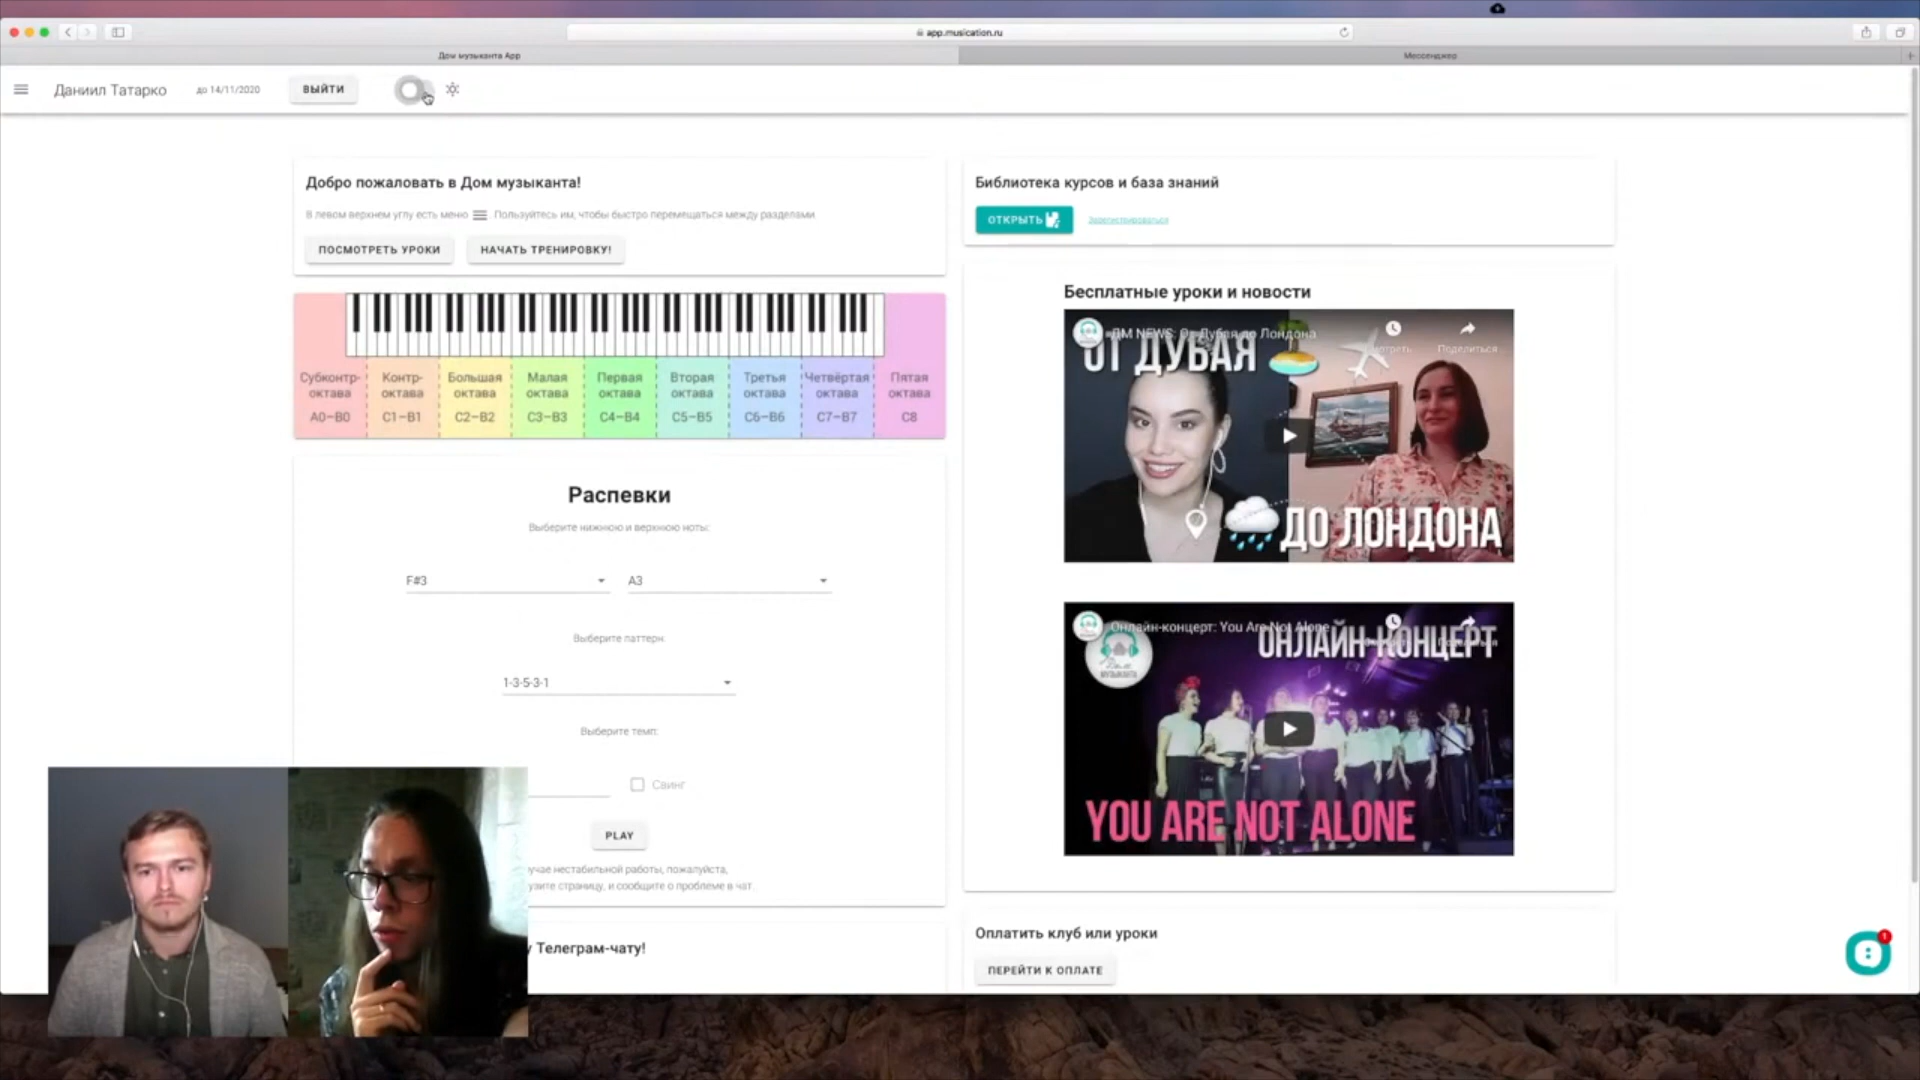 app.musication.ru
Дом музыканта App
Мессенджер
Даниил Татарко
до 14/11/2020
ВЫЙТИ
Добро пожаловать в Дом музыканта!
В левом верхнем углу есть меню. Пользуйтесь им, чтобы быстро перемещаться между разделами
ПОСМОТРЕТЬ УРОКИ
НАЧАТЬ ТРЕНИРОВКУ!
Субконтр-октава
Контр-октава
Большая октава
Малая октава
Первая октава
Вторая октава
Третья октава
Четвёртая октава
Пятая октава
A0–B0
C1–B1
C2–B2
C3–B3
C4–B4
C5–B5
C6–B6
C7–B7
C8
Распевки
Выберите нижнюю и верхнюю ноты:
F#3
A3
Выберите паттерн:
1-3-5-3-1
Выберите темп:
Свинг
PLAY
учае нестабильной работы, пожалуйста,
узите страницу, и сообщите о проблеме в чат.
у Телеграм-чату!
Библиотека курсов и база знаний
ОТКРЫТЬ
Зарегистрироваться
Бесплатные уроки и новости
ДМ NEWS: От Дубая до Лондона
Поделиться
ОТ ДУБАЯ
ДО ЛОНДОНА
Онлайн-концерт: You Are Not Alone
ОНЛАЙН-КОНЦЕРТ
Дом
МУЗЫКАНТА
YOU ARE NOT ALONE
Оплатить клуб или уроки
ПЕРЕЙТИ К ОПЛАТЕ
1